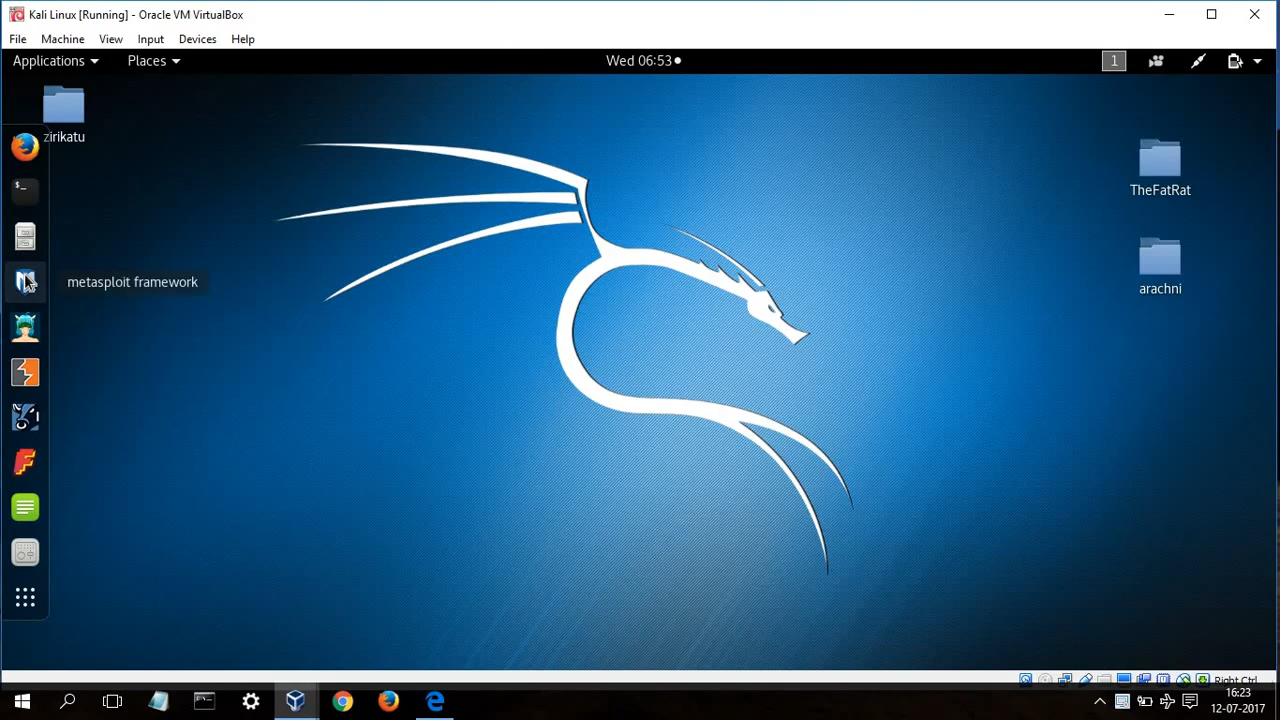 Kali Linux [Running] - Oracle VM VirtualBox
File Machine View Input Devices Help
Applications Places Wed 06:53 1
zirikatu
TheFatRat
$_
metasploit framework
arachni
Right Ctrl
16:23
12-07-2017